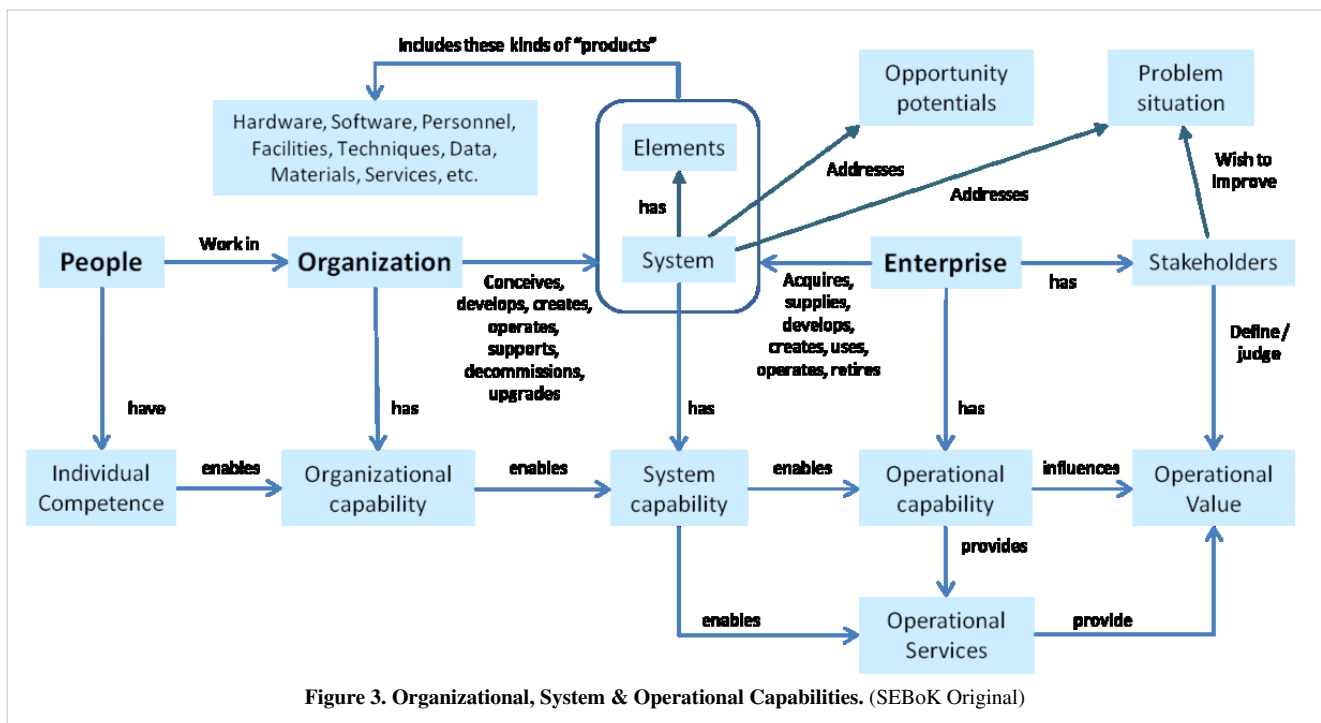 Includes these kinds of "products"
Opportunity
potentials
Problem
situation
Hardware, Software, Personnel,
Facilities, Techniques, Data,
Materials, Services, etc.
Elements
Addresses
Addresses
Wish to
Improve
has
People
Work in
Organization
System
Enterprise
has
Stakeholders
Conceives,
develops, creates,
operates,
supports,
decommissions,
upgrades
Acquires,
supplies,
develops,
creates, uses,
operates, retires
Define /
judge
have
has
has
has
Individual
Competence
enables
Organizational
capability
enables
System
capability
enables
Operational
capability
influences
Operational
Value
provides
enables
Operational
Services
provide
Figure 3. Organizational, System & Operational Capabilities. (SEBoK Original)